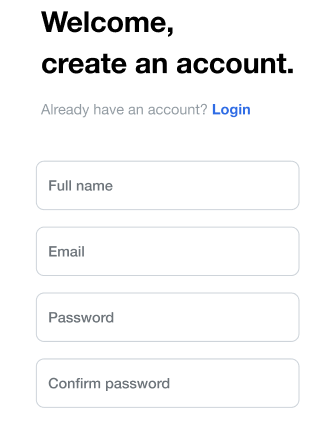 Welcome,
create an account.
Already have an account? Login
Full name
Email
Password
Confirm password